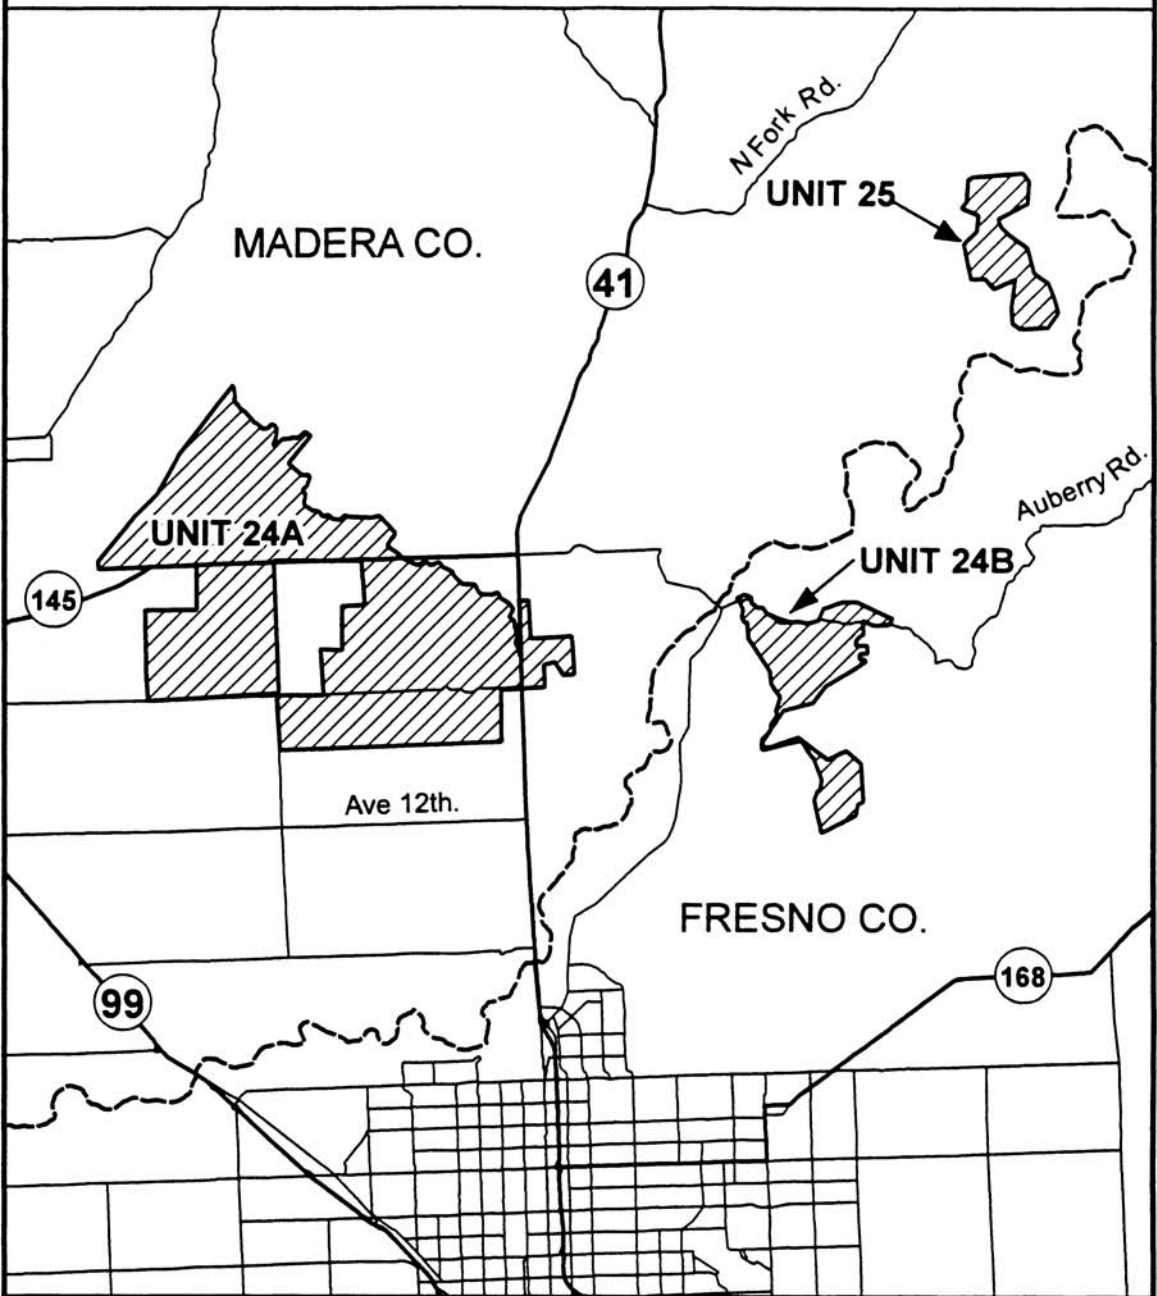 N Fork Rd.
UNIT 25
MADERA CO.
41
Auberry Rd.
UNIT 24A
UNIT 24B
145
Ave 12th.
FRESNO CO.
168
99